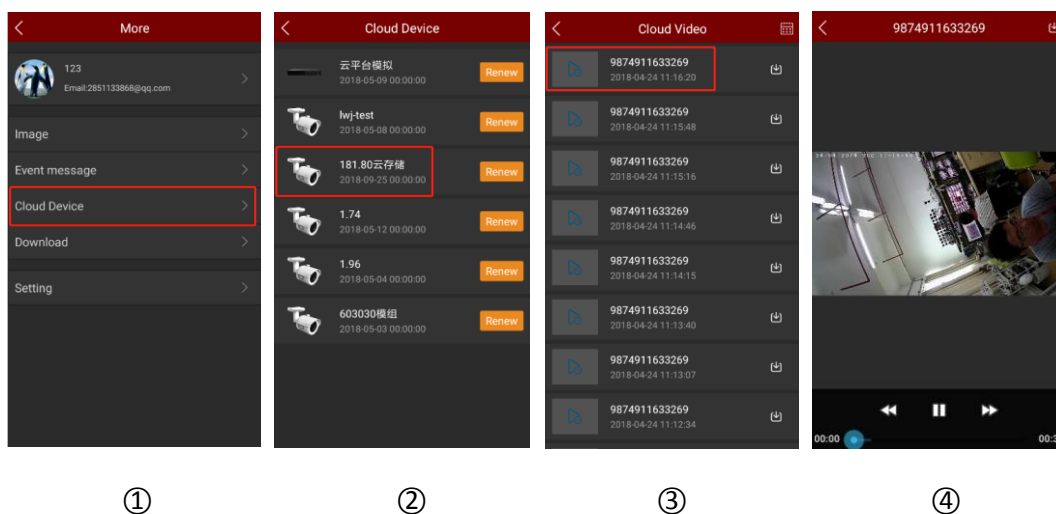 More
123
Email:2851133868@qq.com
Image
Event message
Cloud Device
Download
Setting
①
Cloud Device
云平台模拟
2018-05-09 00:00:00
Renew
lwj-test
2018-05-08 00:00:00
Renew
181.80云存储
2018-09-25 00:00:00
Renew
1.74
2018-05-12 00:00:00
Renew
1.96
2018-05-04 00:00:00
Renew
603030模组
2018-05-03 00:00:00
Renew
②
Cloud Video
9874911633269
2018-04-24 11:16:20
9874911633269
2018-04-24 11:15:48
9874911633269
2018-04-24 11:15:16
9874911633269
2018-04-24 11:14:46
9874911633269
2018-04-24 11:14:15
9874911633269
2018-04-24 11:13:40
9874911633269
2018-04-24 11:13:07
9874911633269
2018-04-24 11:12:34
③
9874911633269
00:00
④